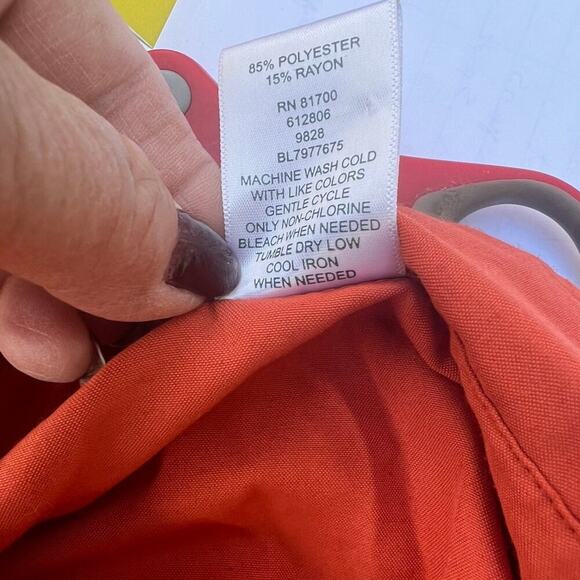 85% POLYESTER
15% RAYON
RN 81700
612806
9828
BL7977675
MACHINE WASH COLD
WITH LIKE COLORS
GENTLE CYCLE
ONLY NON-CHLORINE
BLEACH WHEN NEEDED
TUMBLE DRY LOW
COOL IRON
WHEN NEEDED